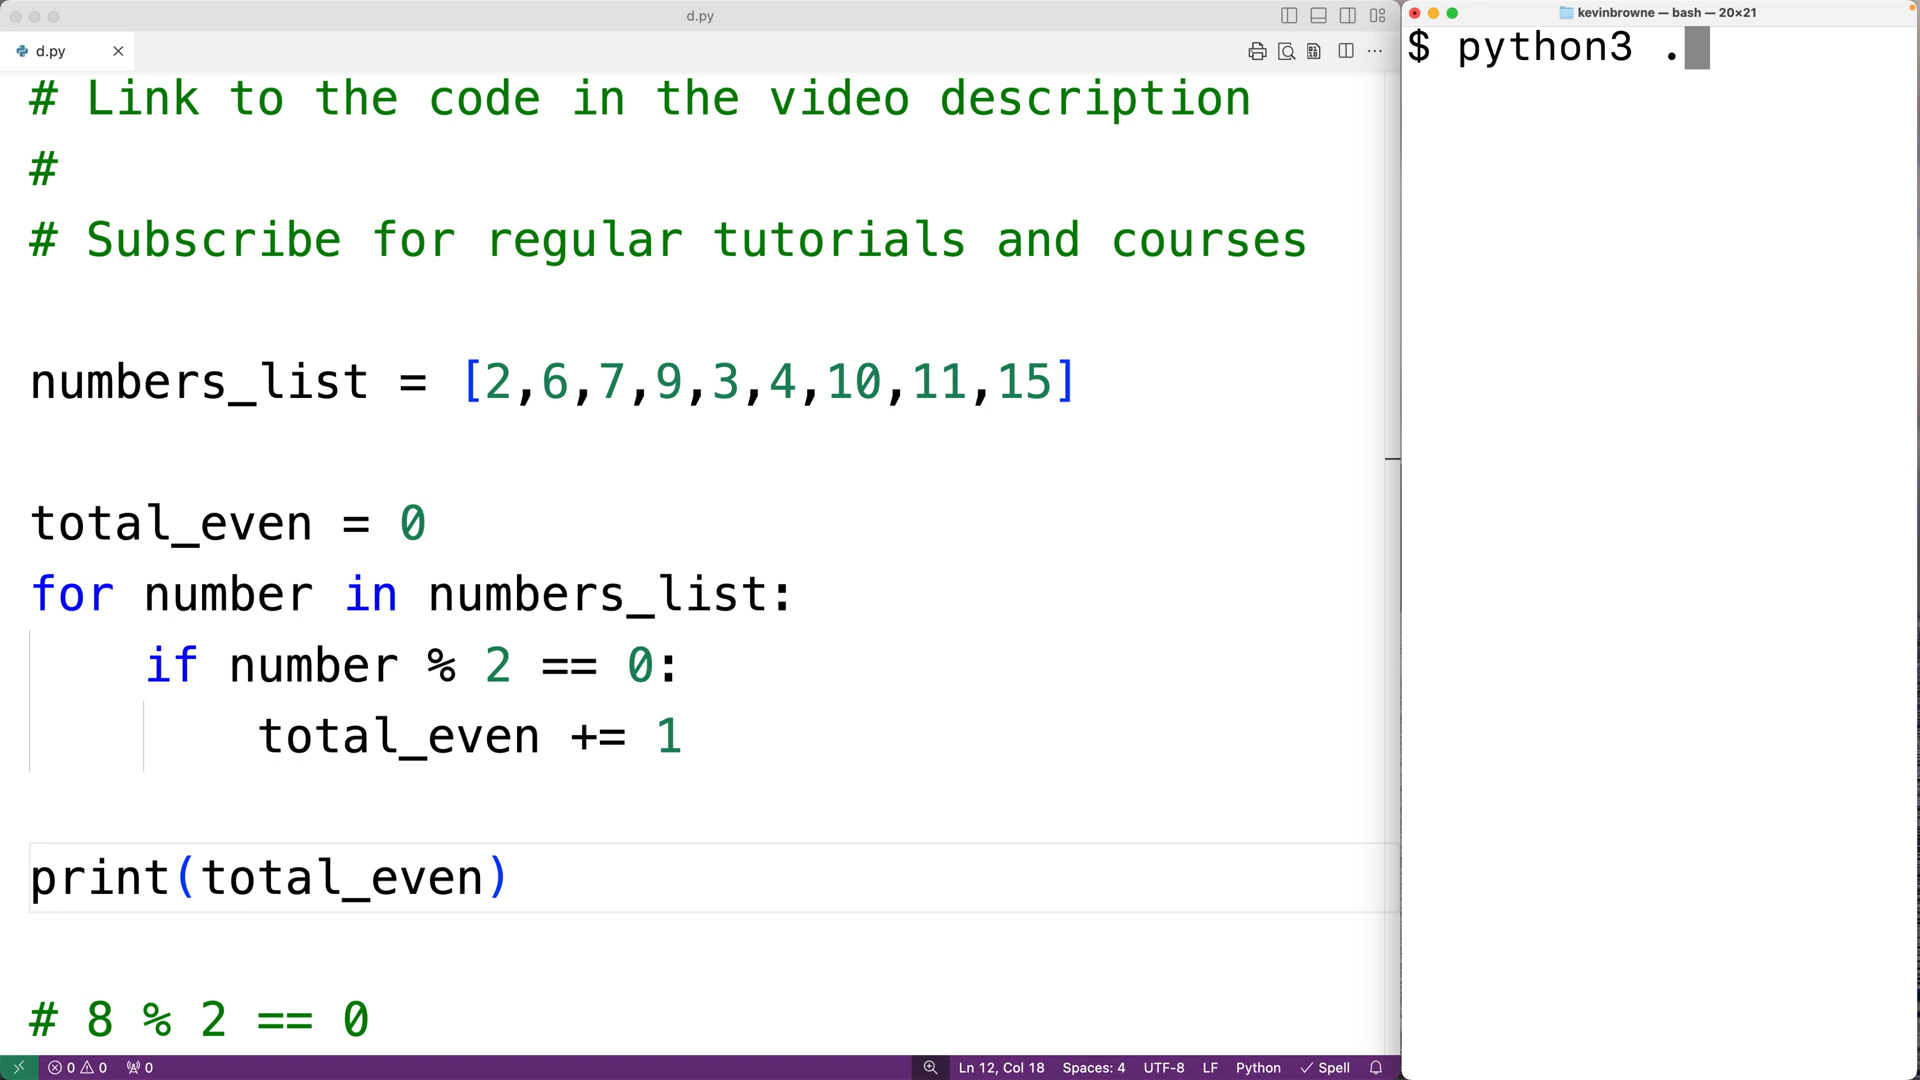 d.py
d.py
# Link to the code in the video description
#
# Subscribe for regular tutorials and courses
numbers_list = [2,6,7,9,3,4,10,11,15]
total_even = 0
for number in numbers_list:
    if number % 2 == 0:
        total_even += 1
print(total_even)
# 8 % 2 == 0
0 0 0 Ln 12, Col 18 Spaces: 4 UTF-8 LF Python Spell
kevinbrowne — bash — 20×21
$ python3 .